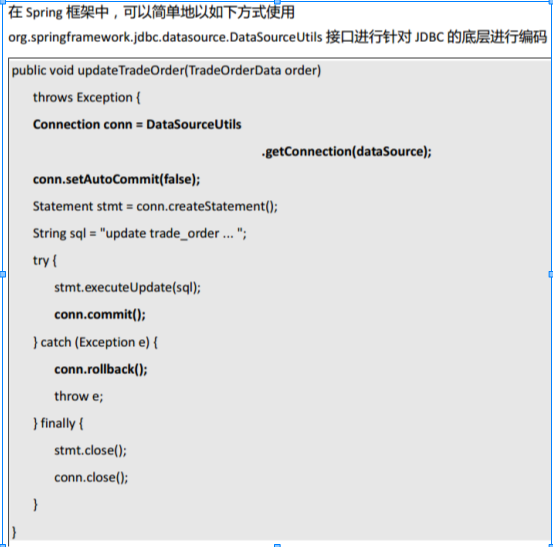 在 Spring 框架中，可以简单地以如下方式使用
org.springframework.jdbc.datasource.DataSourceUtils 接口进行针对 JDBC 的底层进行编码
public void updateTradeOrder(TradeOrderData order)
throws Exception {
Connection conn = DataSourceUtils
.getConnection(dataSource);
conn.setAutoCommit(false);
Statement stmt = conn.createStatement();
String sql = "update trade_order ... ";
try {
stmt.executeUpdate(sql);
conn.commit();
} catch (Exception e) {
conn.rollback();
throw e;
} finally {
stmt.close();
conn.close();
}
}